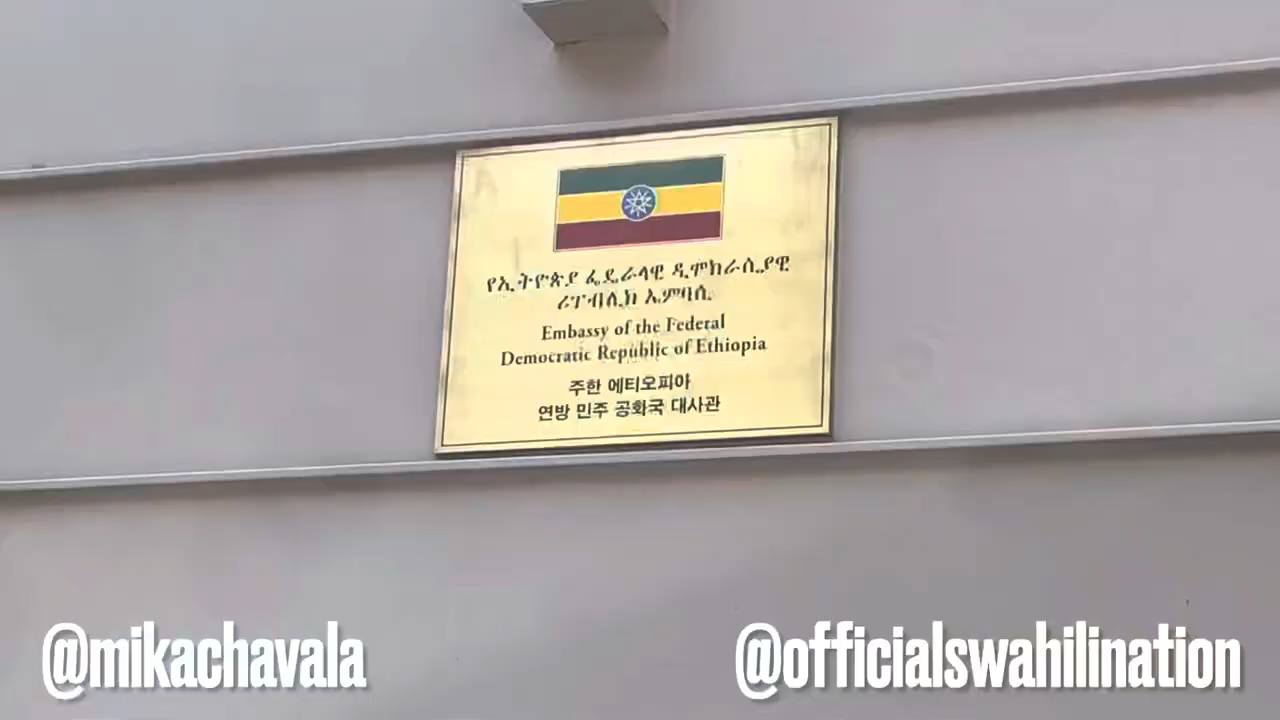 የኢትዮጵያ ፌዴራላዊ ዲሞክራሲያዊ
ሪፐብሊክ ኤምባሲ
Embassy of the Federal
Democratic Republic of Ethiopia
주한 에티오피아
연방 민주 공화국 대사관
@mikachavala
@officialswahilination